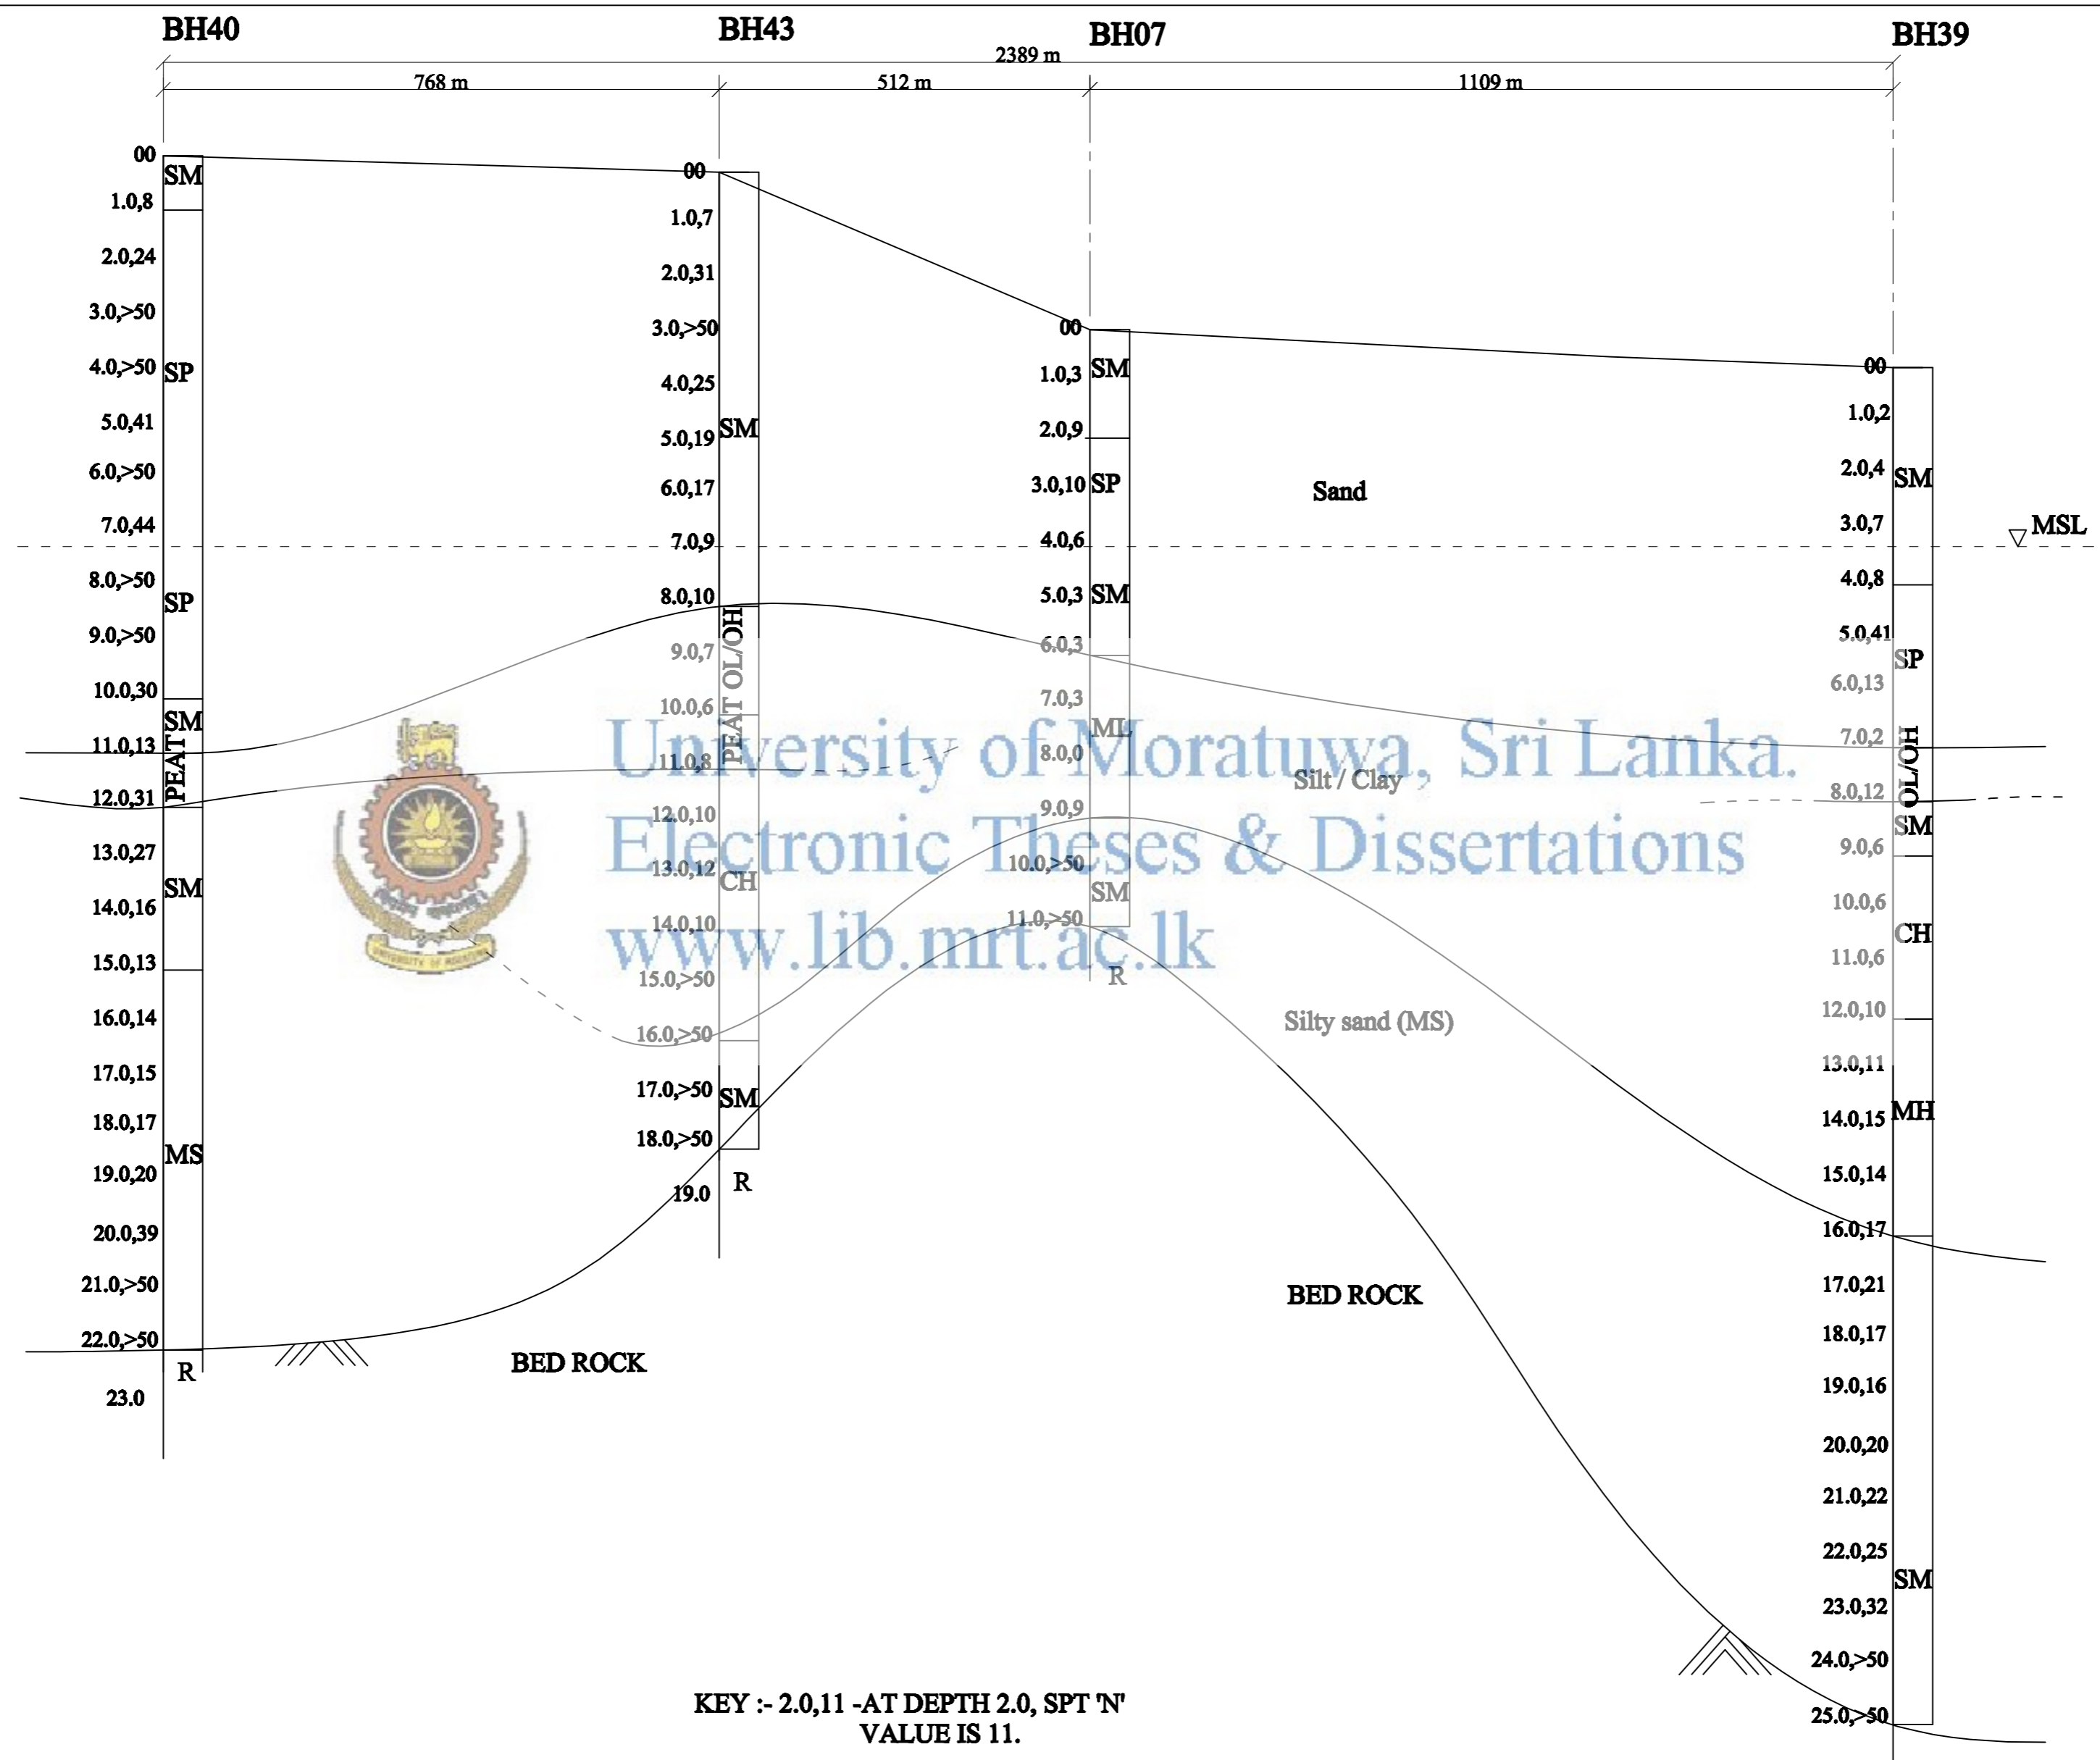 BH40
BH43
BH07
BH39
2389 m
768 m
512 m
1109 m
00
1.0,8
2.0,24
3.0,>50
4.0,>50
5.0,41
6.0,>50
7.0,44
8.0,>50
9.0,>50
10.0,30
11.0,13
12.0,31
13.0,27
14.0,16
15.0,13
16.0,14
17.0,15
18.0,17
19.0,20
20.0,39
21.0,>50
22.0,>50
23.0
SM
SP
SP
SM
PEAT
SM
MS
R
00
1.0,7
2.0,31
3.0,>50
4.0,25
5.0,19
6.0,17
7.0,9
8.0,10
9.0,7
10.0,6
11.0,8
12.0,10
13.0,12
14.0,10
15.0,>50
16.0,>50
17.0,>50
18.0,>50
19.0
SM
PEAT OL/OH
CH
SM
R
00
1.0,3
2.0,9
3.0,10
4.0,6
5.0,3
6.0,3
7.0,3
8.0,0
9.0,9
10.0,>50
11.0,>50
SM
SP
SM
ML
SM
R
Sand
Silt / Clay
Silty sand (MS)
BED ROCK
BED ROCK
00
1.0,2
2.0,4
3.0,7
4.0,8
5.0,41
6.0,13
7.0,2
8.0,12
9.0,6
10.0,6
11.0,6
12.0,10
13.0,11
14.0,15
15.0,14
16.0,17
17.0,21
18.0,17
19.0,16
20.0,20
21.0,22
22.0,25
23.0,32
24.0,>50
25.0,>50
SM
SP
OL/OH
SM
CH
MH
SM
MSL
University of Moratuwa, Sri Lanka.
Electronic Theses & Dissertations
www.lib.mrt.ac.lk
KEY :- 2.0,11 -AT DEPTH 2.0, SPT 'N'
VALUE IS 11.